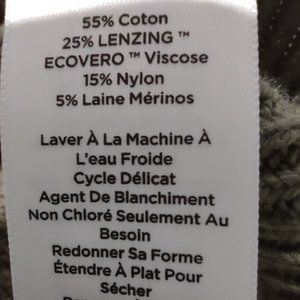 55% Coton
25% LENZING ™
ECOVERO ™ Viscose
15% Nylon
5% Laine Mérinos
Laver À La Machine À
L'eau Froide
Cycle Délicat
Agent De Blanchiment
Non Chloré Seulement Au
Besoin
Redonner Sa Forme
Étendre À Plat Pour
Sécher